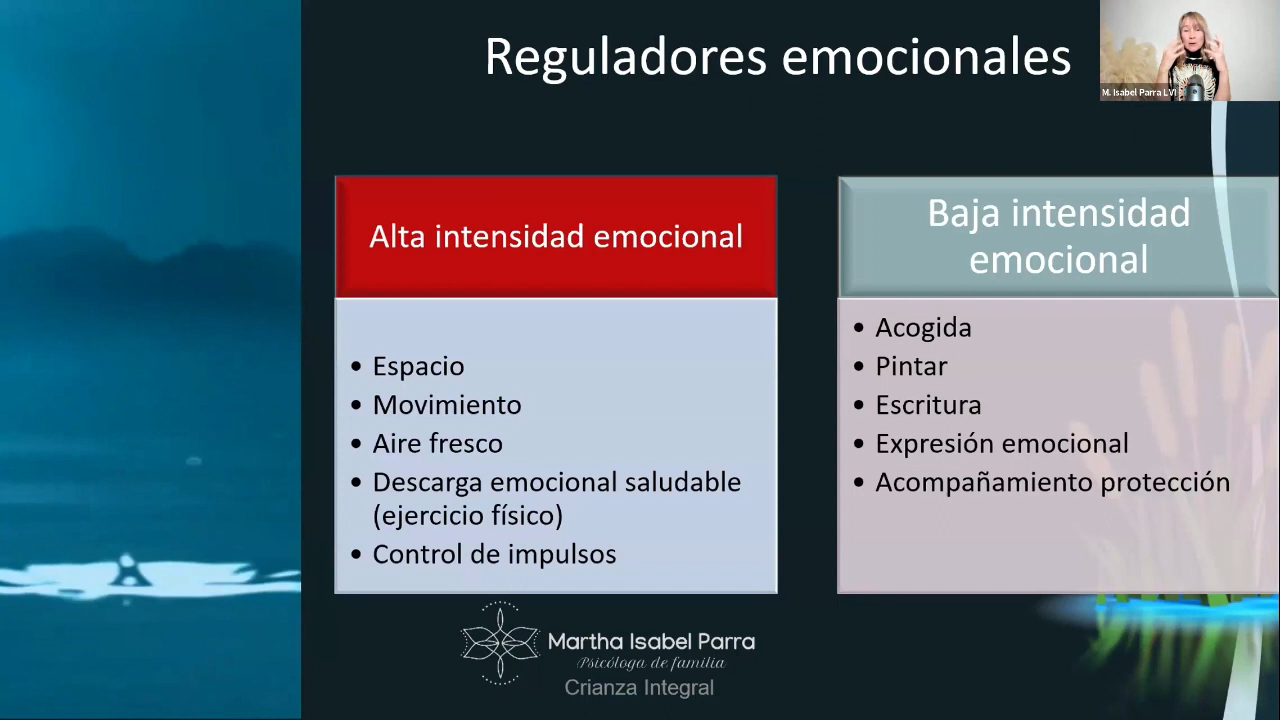 Reguladores emocionales
M. Isabel Parra LVI
Alta intensidad emocional
• Espacio
• Movimiento
• Aire fresco
• Descarga emocional saludable
(ejercicio físico)
• Control de impulsos
Baja intensidad
emocional
• Acogida
• Pintar
• Escritura
• Expresión emocional
• Acompañamiento protección
Martha Isabel Parra
Psicóloga de familia
Crianza Integral